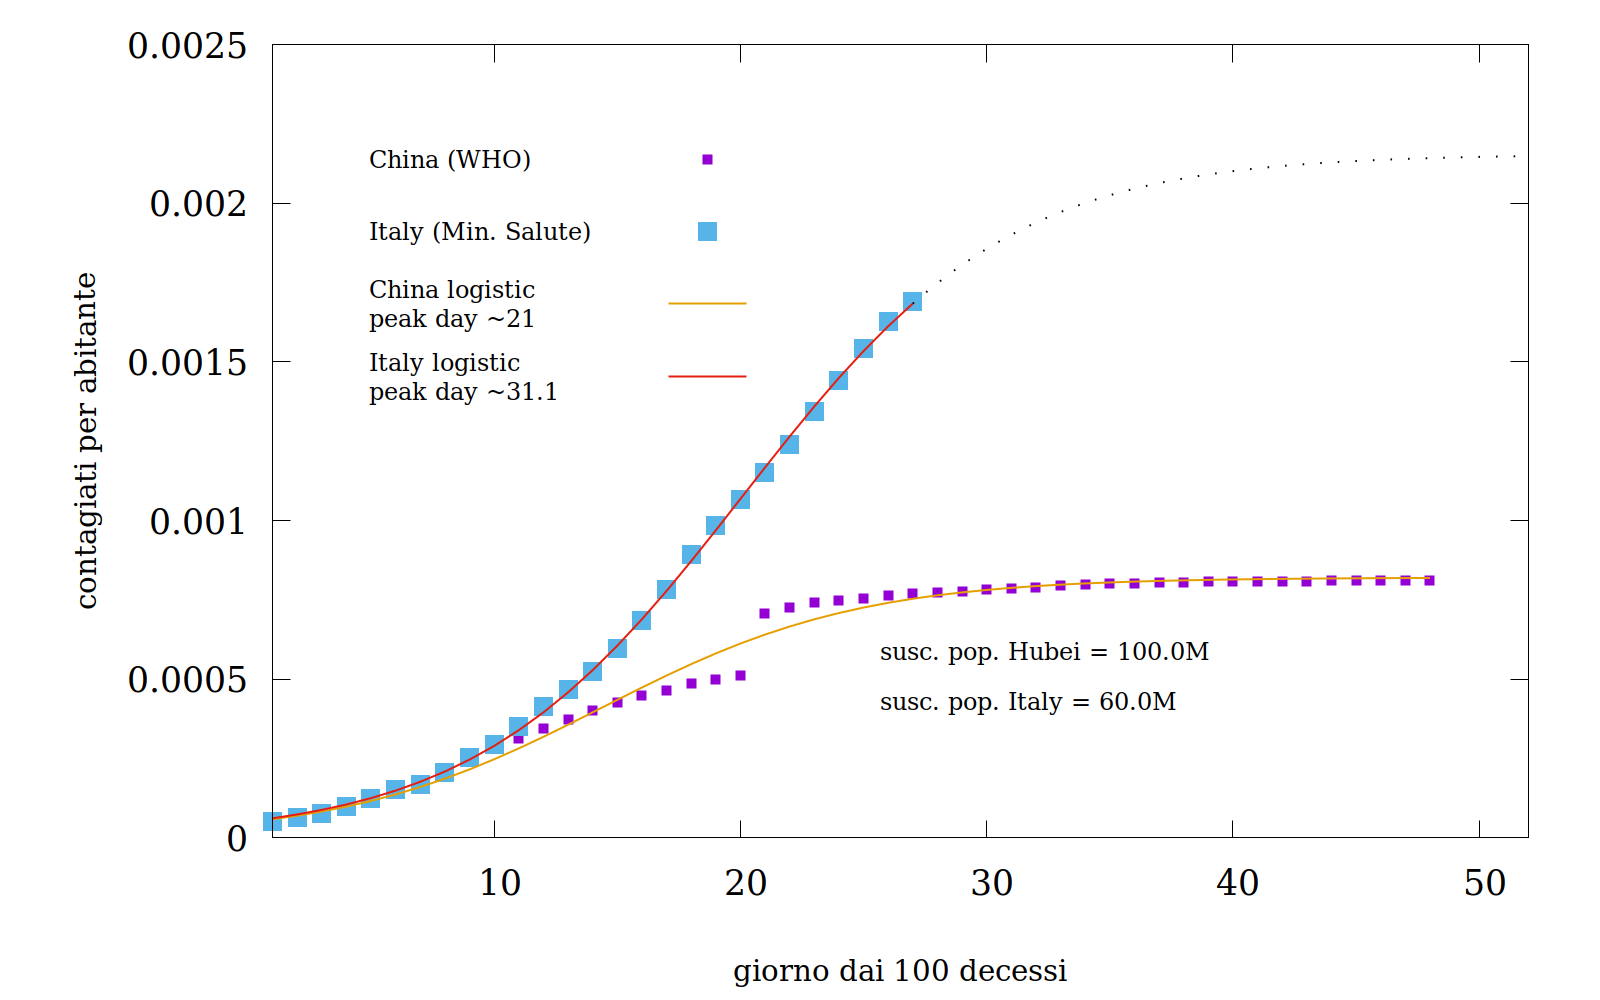 0.0025
0.002
0.0015
0.001
0.0005
0
contagiati per abitante
China (WHO)
Italy (Min. Salute)
China logistic
peak day ~21
Italy logistic
peak day ~31.1
susc. pop. Hubei = 100.0M
susc. pop. Italy = 60.0M
10 20 30 40 50
giorno dai 100 decessi